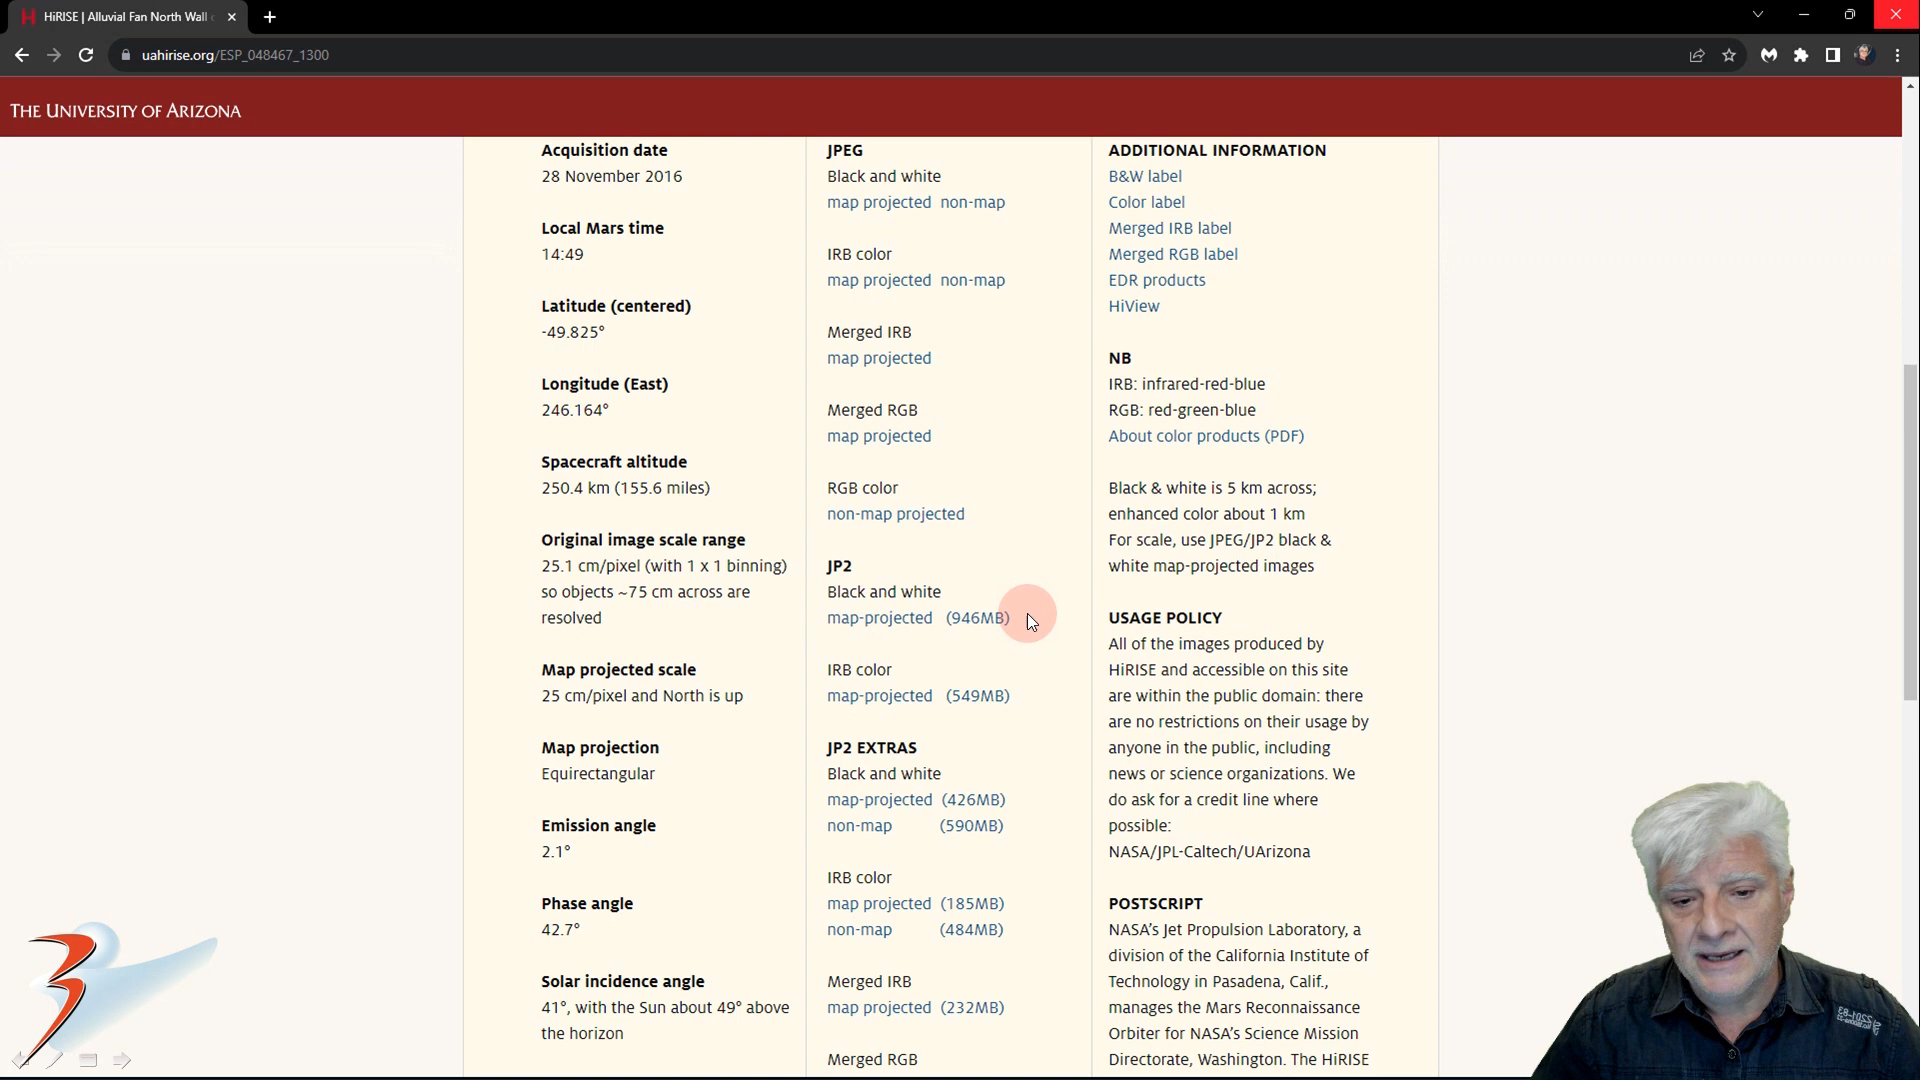 HiRISE | Alluvial Fan North Wall
uahirise.org/ESP_048467_1300
THE UNIVERSITY OF ARIZONA
Acquisition date
28 November 2016
Local Mars time
14:49
Latitude (centered)
-49.825°
Longitude (East)
246.164°
Spacecraft altitude
250.4 km (155.6 miles)
Original image scale range
25.1 cm/pixel (with 1 x 1 binning)
so objects ~75 cm across are
resolved
Map projected scale
25 cm/pixel and North is up
Map projection
Equirectangular
Emission angle
2.1°
Phase angle
42.7°
Solar incidence angle
41°, with the Sun about 49° above
the horizon
JPEG
Black and white
map projected non-map
IRB color
map projected non-map
Merged IRB
map projected
Merged RGB
map projected
RGB color
non-map projected
JP2
Black and white
map-projected (946MB)
IRB color
map-projected (549MB)
JP2 EXTRAS
Black and white
map-projected (426MB)
non-map (590MB)
IRB color
map projected (185MB)
non-map (484MB)
Merged IRB
map projected (232MB)
Merged RGB
ADDITIONAL INFORMATION
B&W label
Color label
Merged IRB label
Merged RGB label
EDR products
HiView
NB
IRB: infrared-red-blue
RGB: red-green-blue
About color products (PDF)
Black & white is 5 km across;
enhanced color about 1 km
For scale, use JPEG/JP2 black &
white map-projected images
USAGE POLICY
All of the images produced by
HiRISE and accessible on this site
are within the public domain: there
are no restrictions on their usage by
anyone in the public, including
news or science organizations. We
do ask for a credit line where
possible:
NASA/JPL-Caltech/UArizona
POSTSCRIPT
NASA's Jet Propulsion Laboratory, a
division of the California Institute of
Technology in Pasadena, Calif.,
manages the Mars Reconnaissance
Orbiter for NASA's Science Mission
Directorate, Washington. The HiRISE